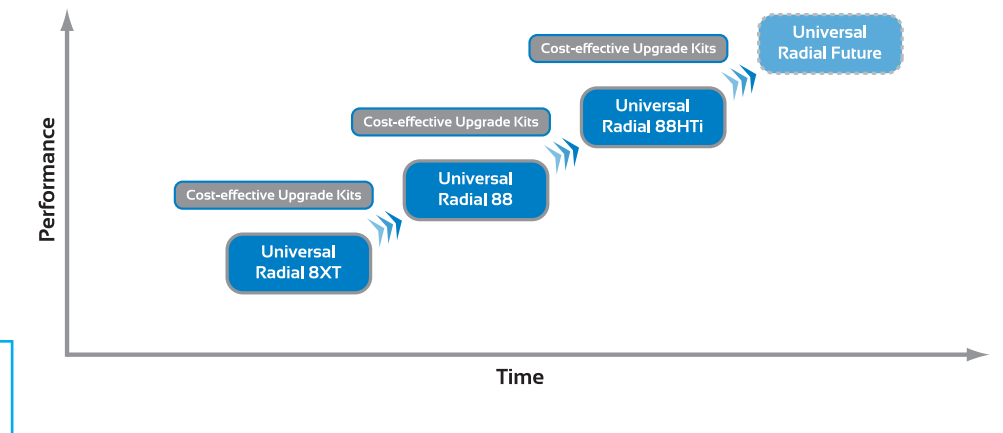 Universal
Radial Future
Cost-effective Upgrade Kits
Universal
Radial 88HTi
Cost-effective Upgrade Kits
Universal
Radial 88
Cost-effective Upgrade Kits
Universal
Radial 8XT
Performance
Time